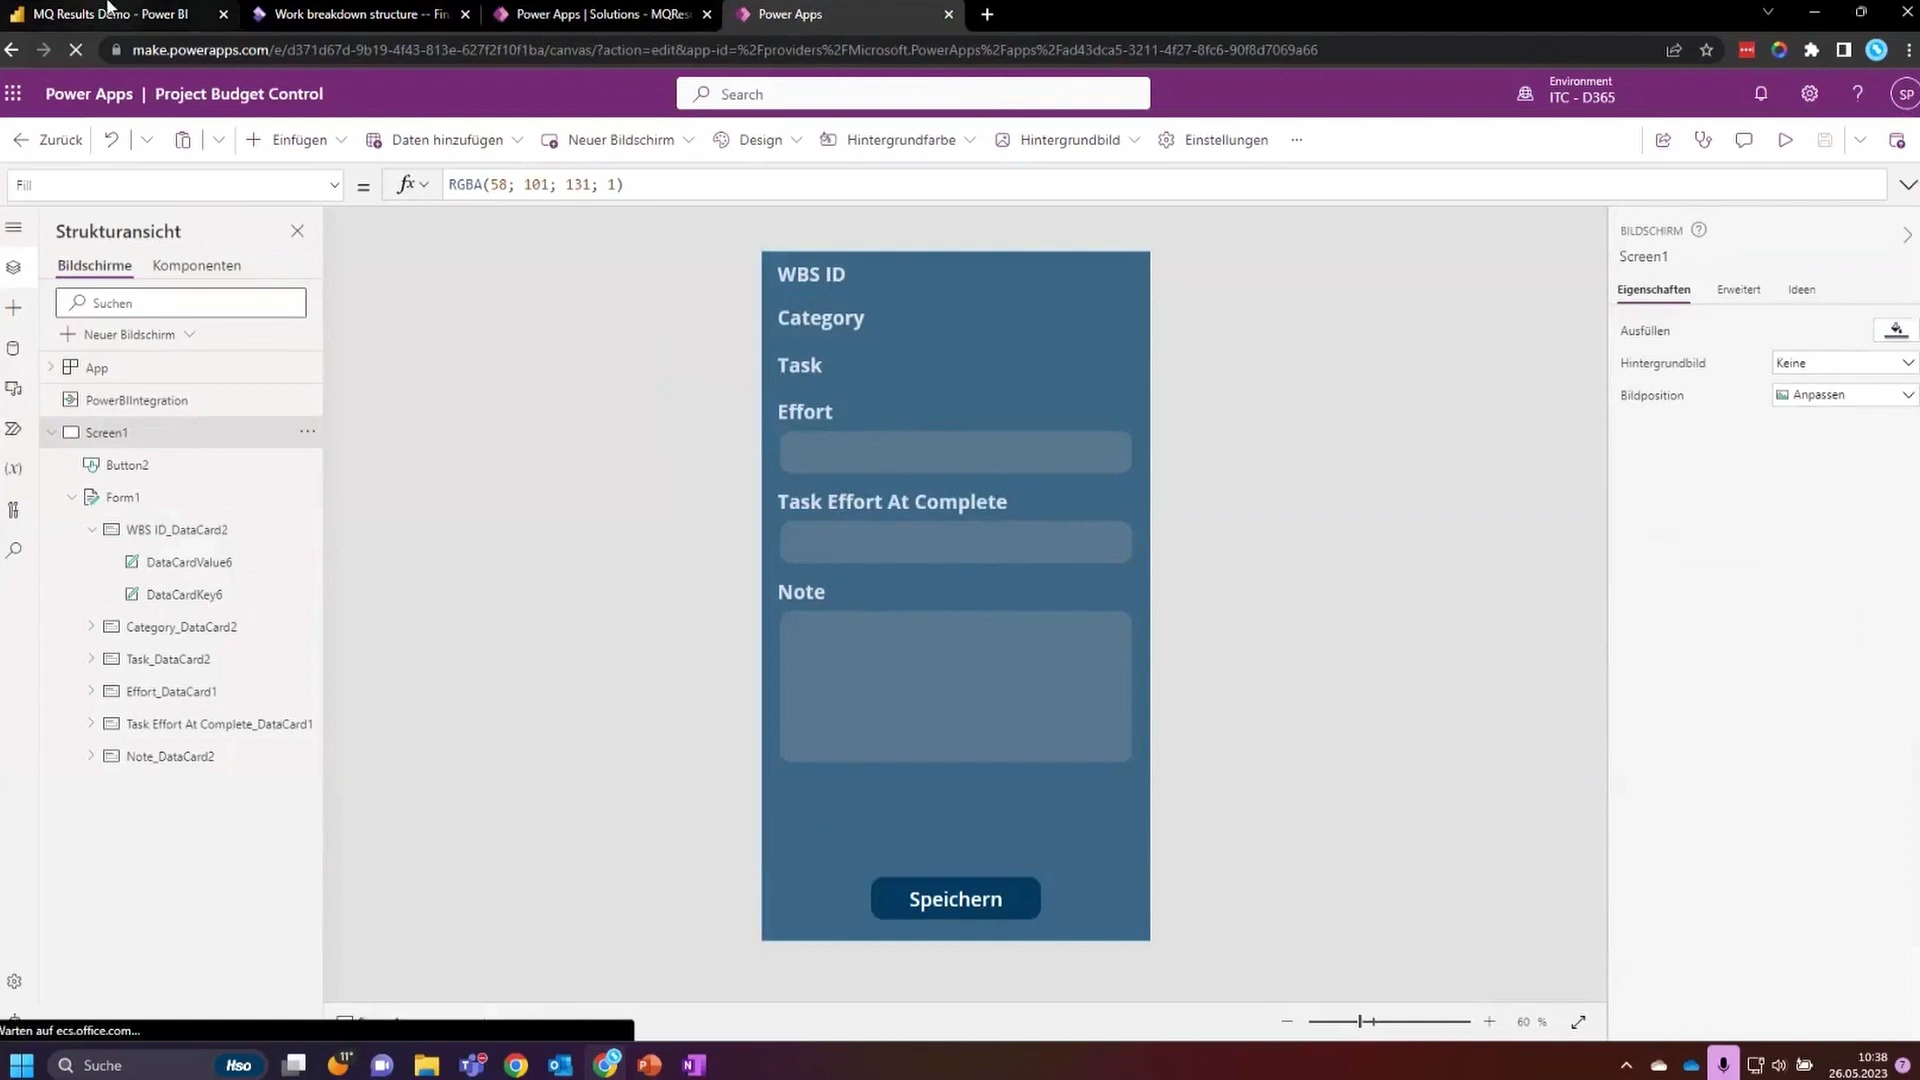 MQ Results Demo - Power BI
Work breakdown structure -- Fin
Power Apps | Solutions - MQRes
Power Apps
make.powerapps.com/e/d371d67d-9b19-4f43-813e-627f2f10f1ba/canvas/?action=edit&app-id=%2Fproviders%2FMicrosoft.PowerApps%2Fapps%2Fad43dca5-3211-4f27-8fc6-90f8d7069a66
Power Apps | Project Budget Control
Search
Environment
ITC - D365
SP
Zurück
Einfügen
Daten hinzufügen
Neuer Bildschirm
Design
Hintergrundfarbe
Hintergrundbild
Einstellungen
Fill
=
fx
RGBA(58; 101; 131; 1)
Strukturansicht
Bildschirme
Komponenten
Suchen
Neuer Bildschirm
App
PowerBIIntegration
Screen1
Button2
Form1
WBS ID_DataCard2
DataCardValue6
DataCardKey6
Category_DataCard2
Task_DataCard2
Effort_DataCard1
Task Effort At Complete_DataCard1
Note_DataCard2
WBS ID
Category
Task
Effort
Task Effort At Complete
Note
Speichern
BILDSCHIRM
Screen1
Eigenschaften
Erweitert
Ideen
Ausfüllen
Hintergrundbild
Keine
Bildposition
Anpassen
60 %
Warten auf ecs.office.com...
Suche
Hso
11°
10:38
26.05.2023
7